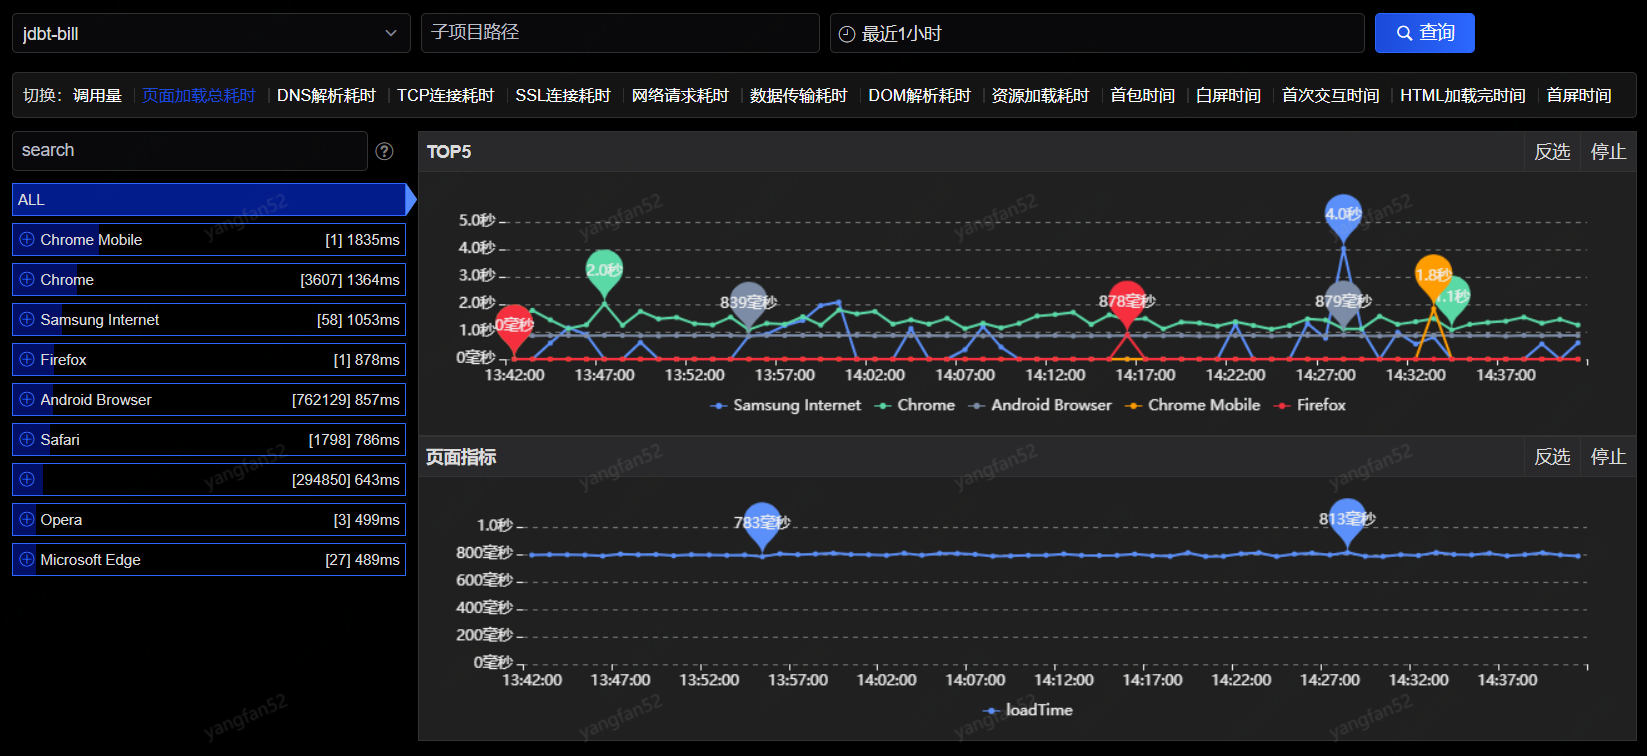 jdbt-bill 子项目路径 最近1小时 查询
切换: 调用量 页面加载总耗时 DNS解析耗时 TCP连接耗时 SSL连接耗时 网络请求耗时 数据传输耗时 DOM解析耗时 资源加载耗时 首包时间 白屏时间 首次交互时间 HTML加载完时间 首屏时间
search
ALL
Chrome Mobile [1] 1835ms
Chrome [3607] 1364ms
Samsung Internet [58] 1053ms
Firefox [1] 878ms
Android Browser [762129] 857ms
Safari [1798] 786ms
[294850] 643ms
Opera [3] 499ms
Microsoft Edge [27] 489ms
TOP5 反选 停止
5.0秒
4.0秒
3.0秒
2.0秒
1.0秒
0毫秒
0毫秒
2.0秒
839毫秒
878毫秒
4.0秒
879毫秒
1.8秒
1.1秒
13:42:00 13:47:00 13:52:00 13:57:00 14:02:00 14:07:00 14:12:00 14:17:00 14:22:00 14:27:00 14:32:00 14:37:00
Samsung Internet Chrome Android Browser Chrome Mobile Firefox
页面指标 反选 停止
1.0秒
800毫秒
600毫秒
400毫秒
200毫秒
0毫秒
783毫秒
813毫秒
13:42:00 13:47:00 13:52:00 13:57:00 14:02:00 14:07:00 14:12:00 14:17:00 14:22:00 14:27:00 14:32:00 14:37:00
loadTime
yangfan52
yangfan52
yangfan52
yangfan52
yangfan52
yangfan52
yangfan52
yangfan52
yangfan52
yangfan52
yangfan52
yangfan52